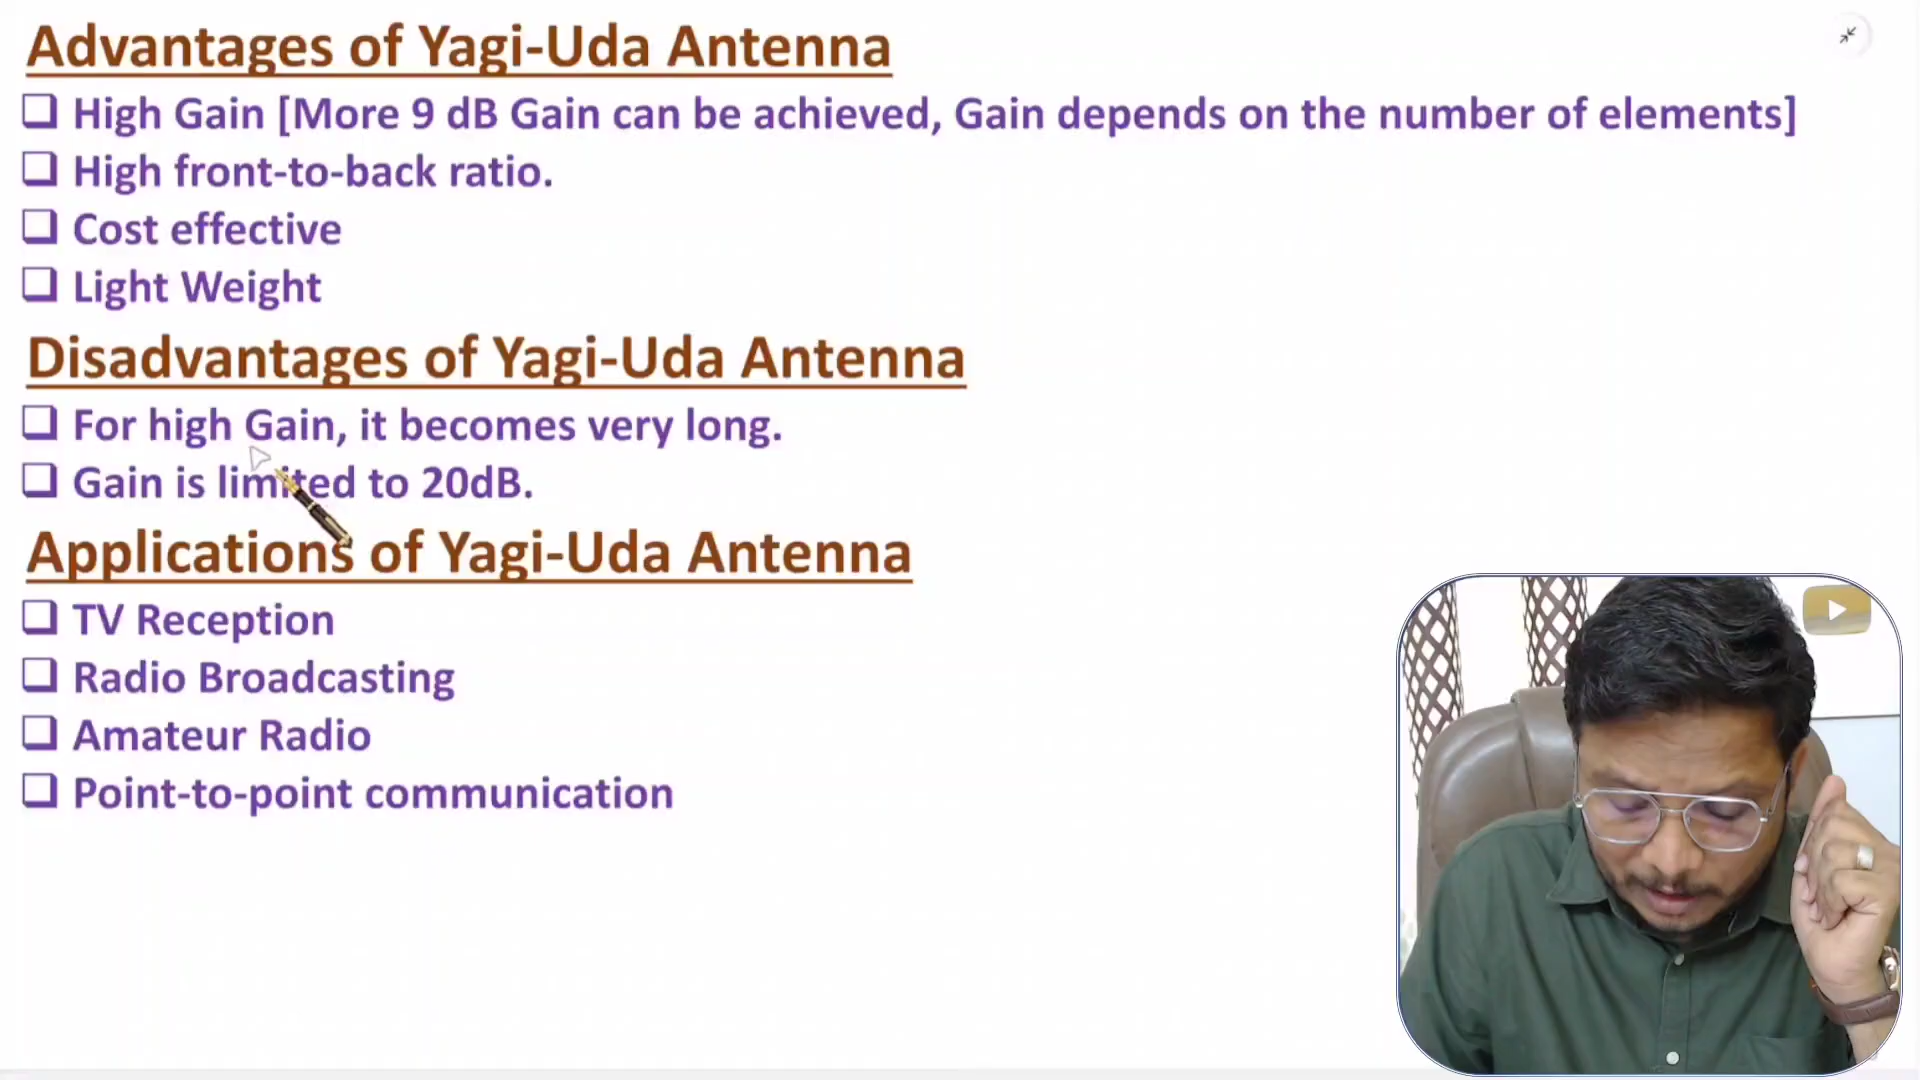 Advantages of Yagi-Uda Antenna
High Gain [More 9 dB Gain can be achieved, Gain depends on the number of elements]
High front-to-back ratio.
Cost effective
Light Weight
Disadvantages of Yagi-Uda Antenna
For high Gain, it becomes very long.
Gain is limited to 20dB.
Applications of Yagi-Uda Antenna
TV Reception
Radio Broadcasting
Amateur Radio
Point-to-point communication